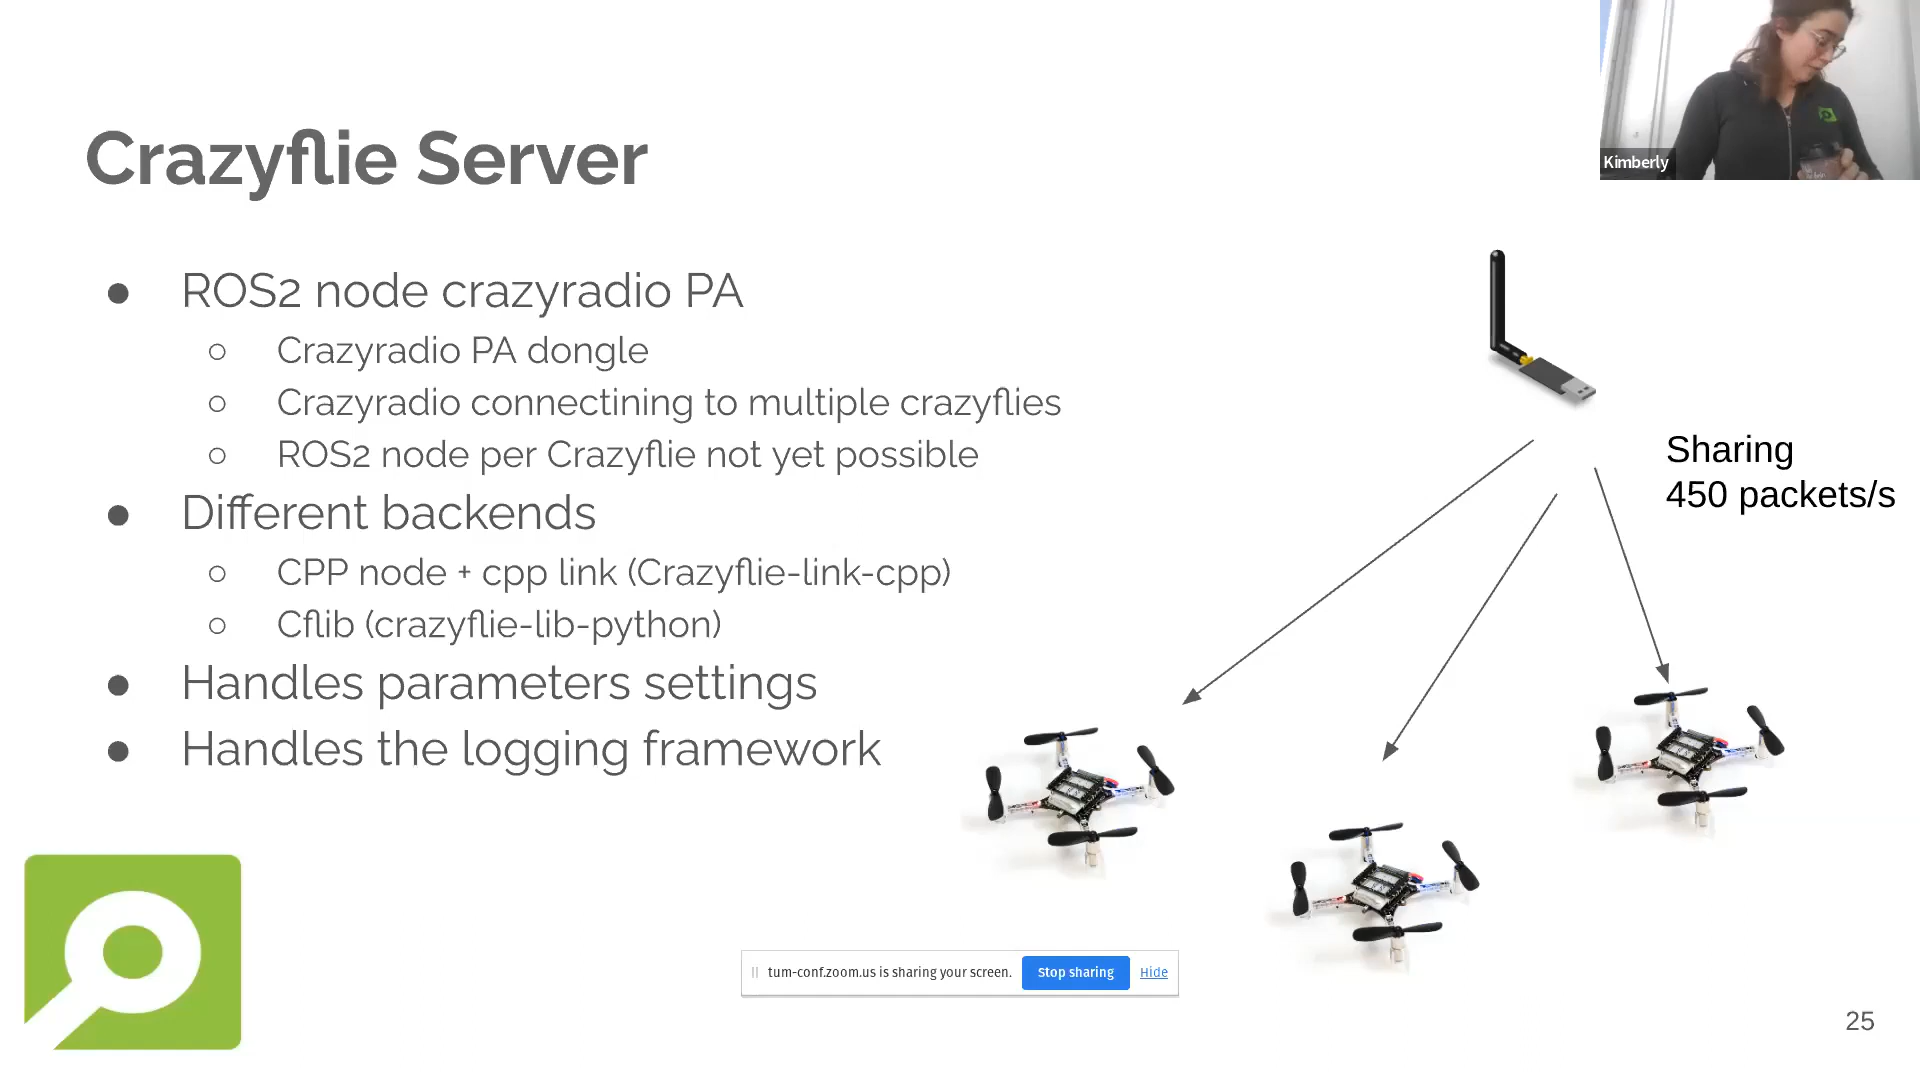 Kimberly
Crazyflie Server
● ROS2 node crazyradio PA
○ Crazyradio PA dongle
○ Crazyradio connectining to multiple crazyflies
○ ROS2 node per Crazyflie not yet possible
● Different backends
○ CPP node + cpp link (Crazyflie-link-cpp)
○ Cflib (crazyflie-lib-python)
● Handles parameters settings
● Handles the logging framework
Sharing
450 packets/s
tum-conf.zoom.us is sharing your screen. Stop sharing Hide
25